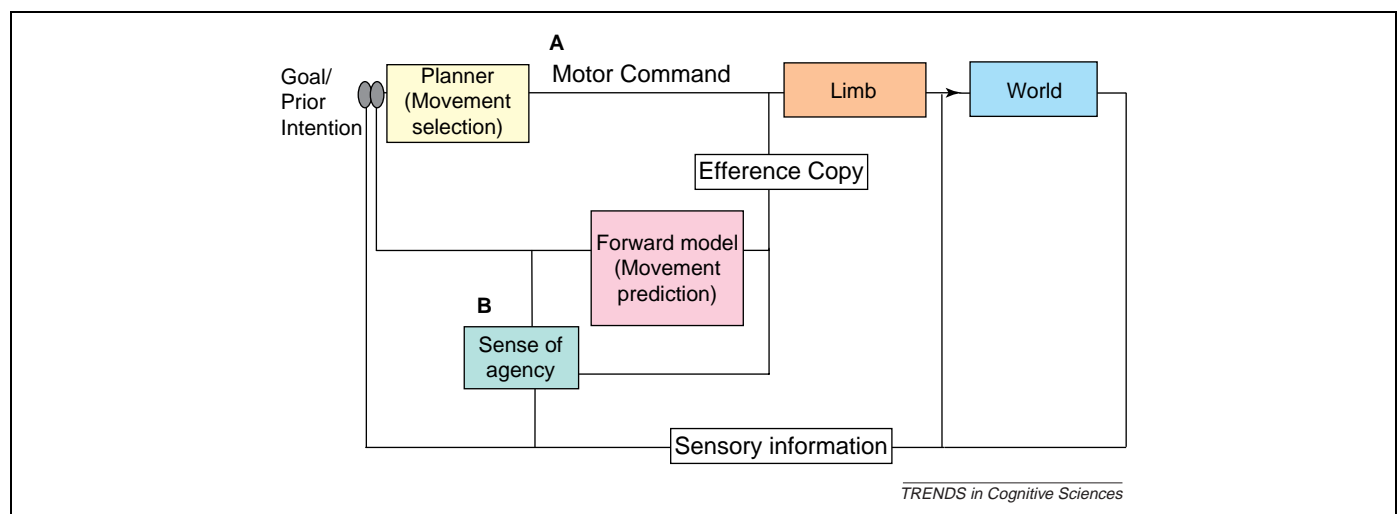 A
Goal/
Prior
Intention
Planner
(Movement
selection)
Motor Command
Limb
World
Efference Copy
Forward model
(Movement
prediction)
B
Sense of
agency
Sensory information
TRENDS in Cognitive Sciences